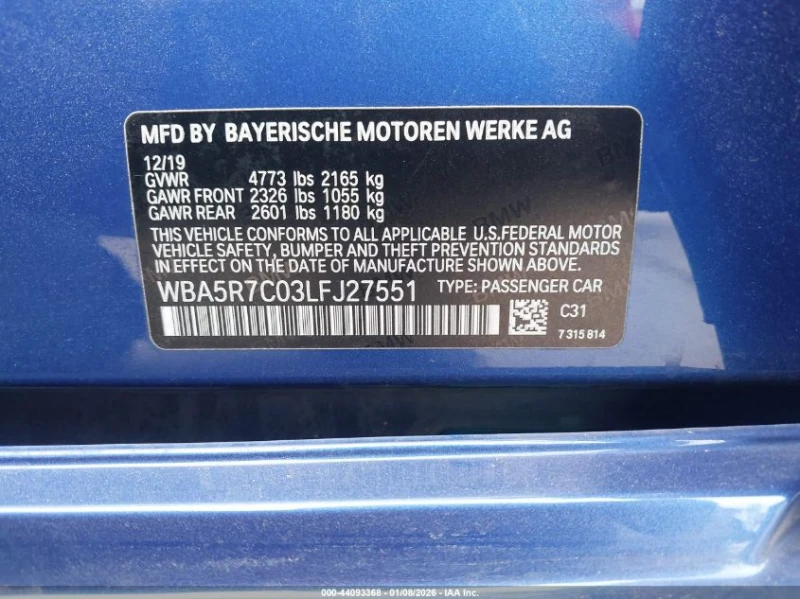 MFD BY BAYERISCHE MOTOREN WERKE AG
12/19
GVWR 4773 lbs 2165 kg
GAWR FRONT 2326 lbs 1055 kg
GAWR REAR 2601 lbs 1180 kg
THIS VEHICLE CONFORMS TO ALL APPLICABLE U.S.FEDERAL MOTOR
VEHICLE SAFETY, BUMPER AND THEFT PREVENTION STANDARDS
IN EFFECT ON THE DATE OF MANUFACTURE SHOWN ABOVE.
WBA5R7C03LFJ27551 TYPE: PASSENGER CAR
C31
7 315 814
BMW
000-44093368 - 01/08/2026 - IAA Inc.